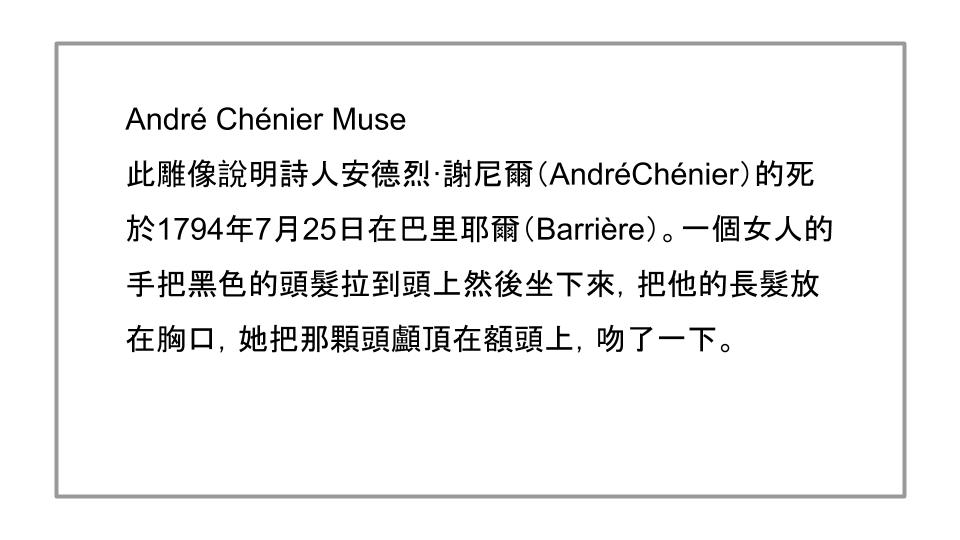 André Chénier Muse
此雕像說明詩人安德烈·謝尼爾（AndréChénier）的死
於1794年7月25日在巴里耶爾（Barrière）。一個女人的
手把黑色的頭髮拉到頭上然後坐下來，把他的長髮放
在胸口，她把那顆頭顱頂在額頭上，吻了一下。